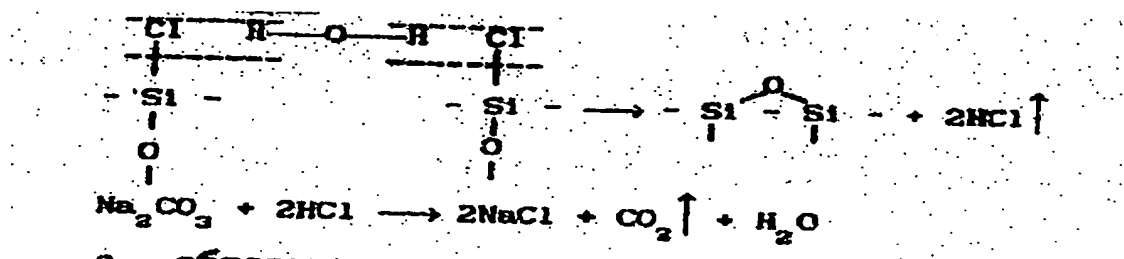 Cl H—O—H Cl
- Si - - Si - ⟶ - Si - Si - + 2HCl↑
O O O
Na₂CO₃ + 2HCl ⟶ 2NaCl + CO₂↑ + H₂O